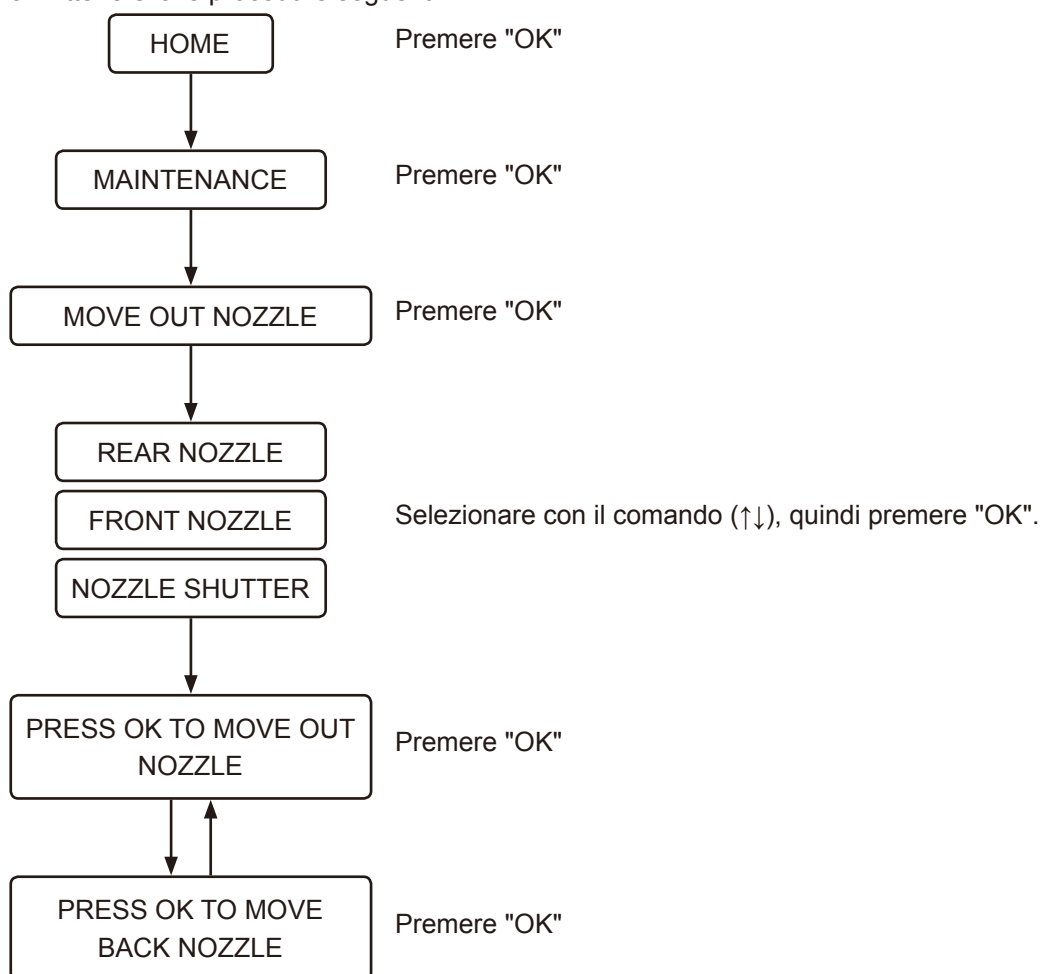 HOME
Premere "OK"
MAINTENANCE
Premere "OK"
MOVE OUT NOZZLE
Premere "OK"
REAR NOZZLE
FRONT NOZZLE
Selezionare con il comando (↑↓), quindi premere "OK".
NOZZLE SHUTTER
PRESS OK TO MOVE OUT
NOZZLE
Premere "OK"
PRESS OK TO MOVE
BACK NOZZLE
Premere "OK"